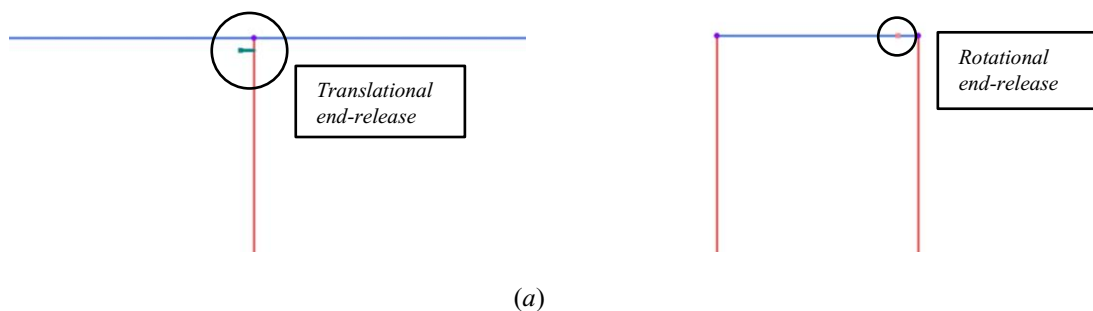 Translational
end-release
Rotational
end-release
(a)